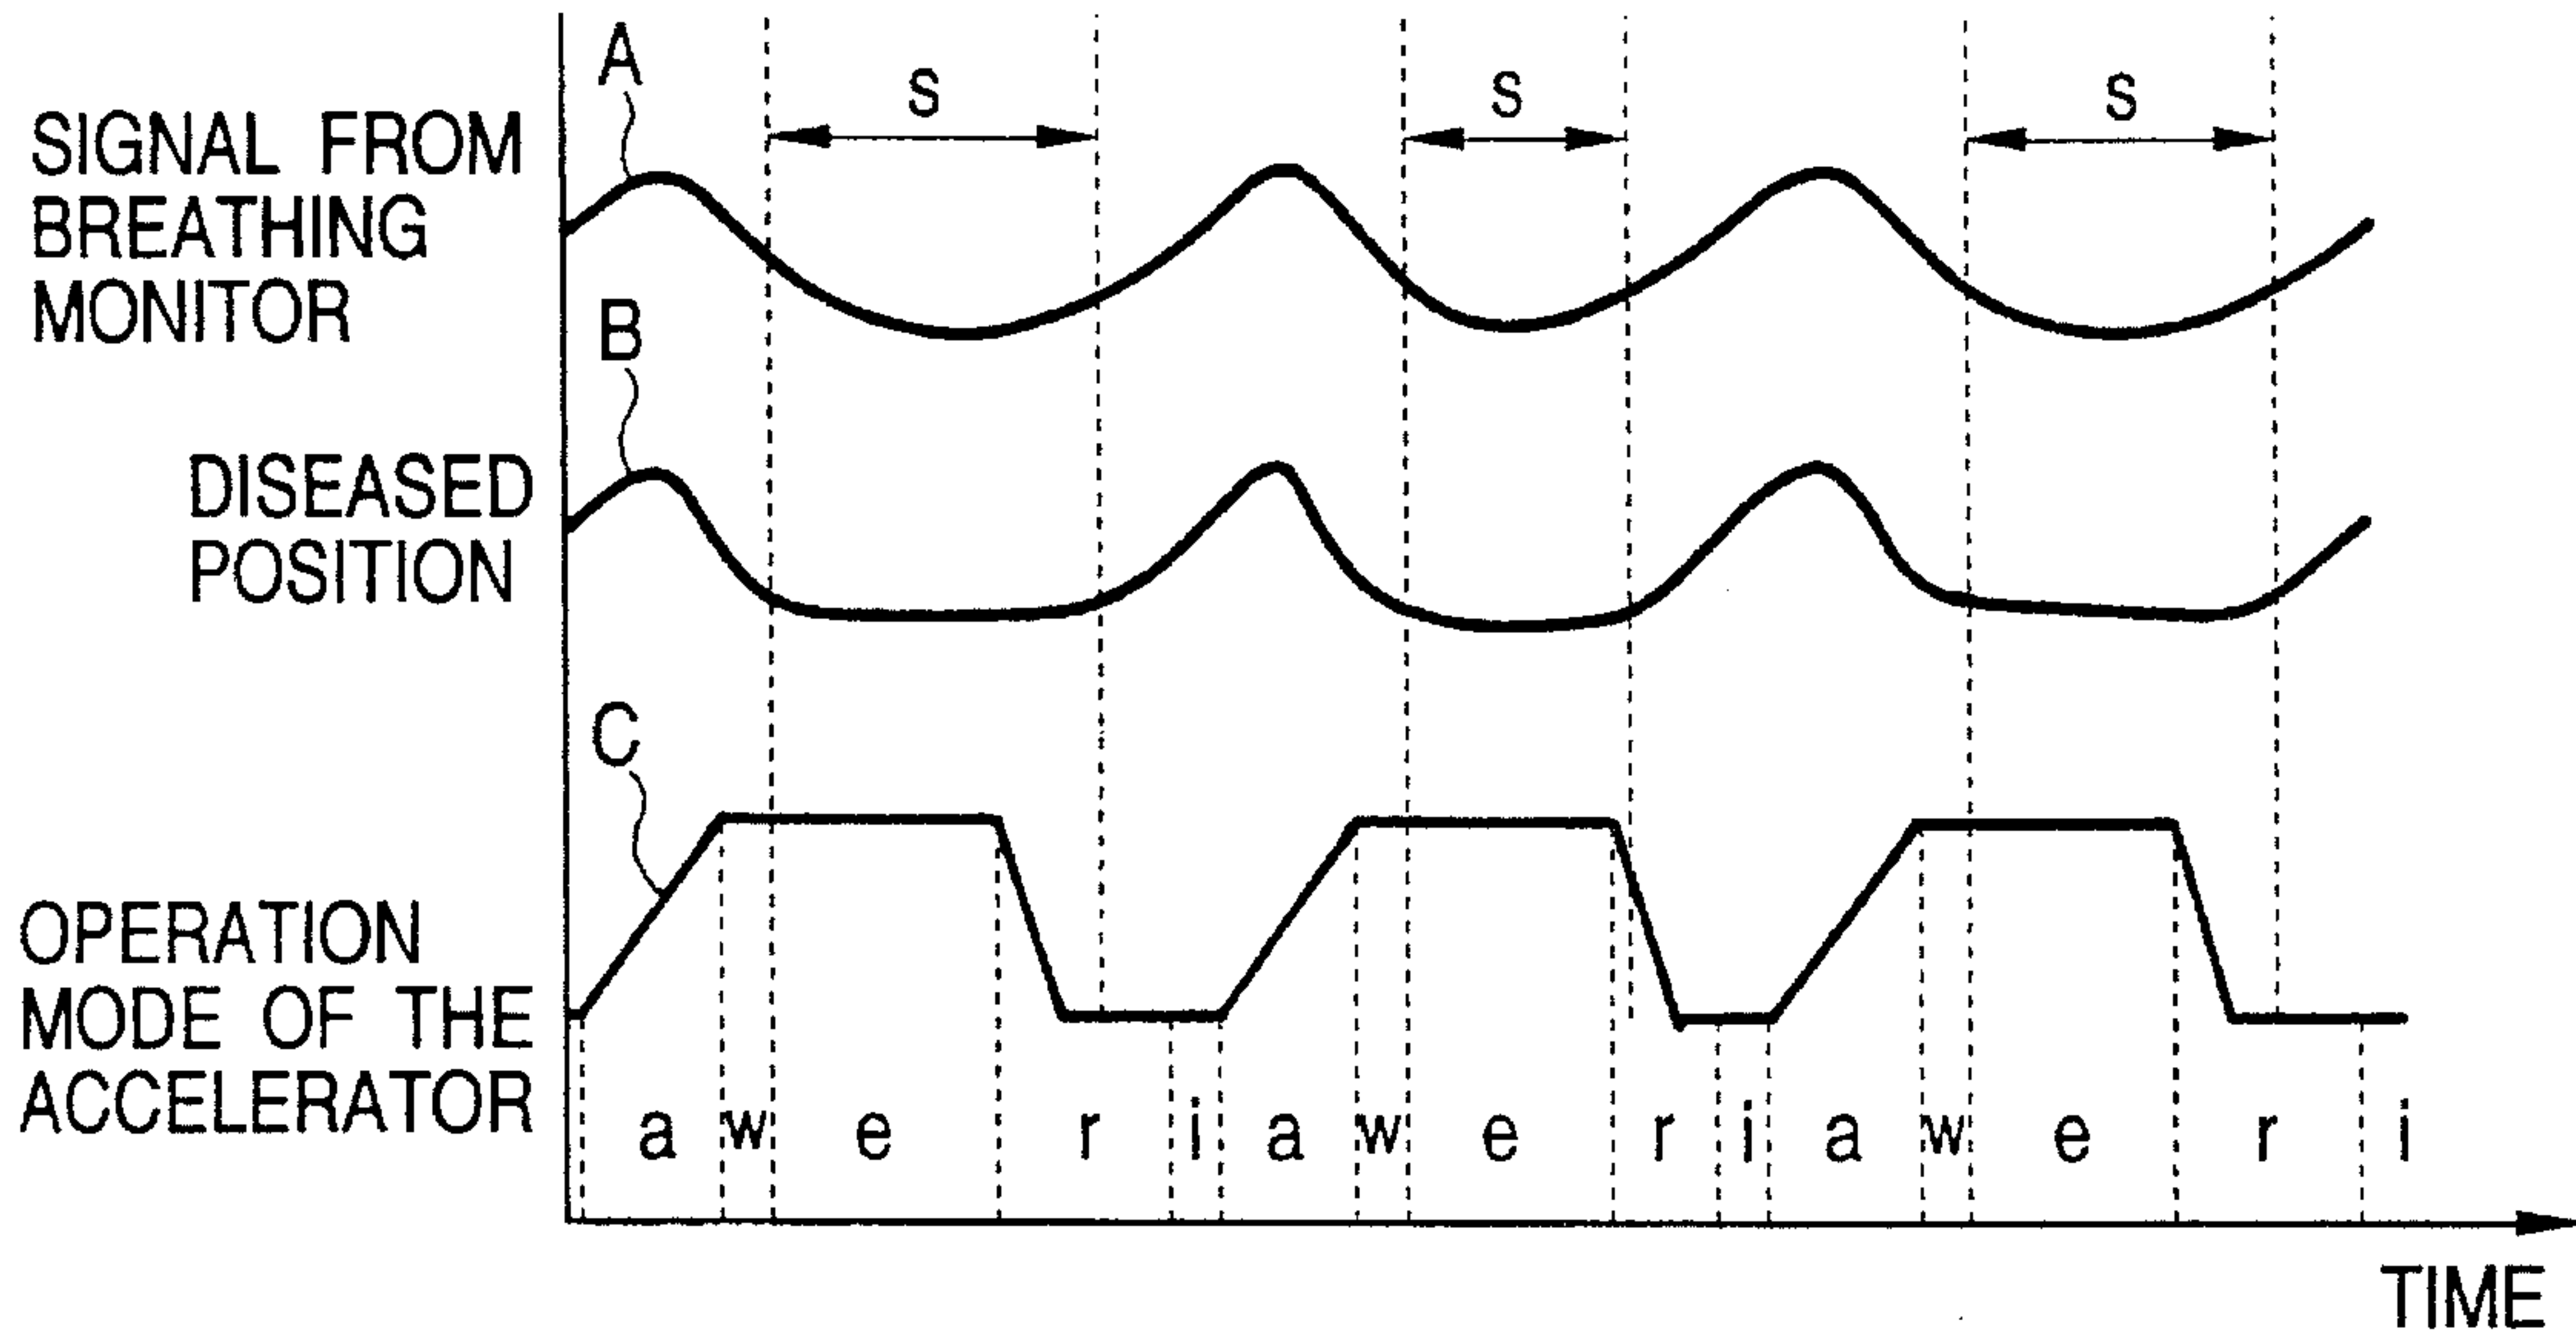 A
S
S
S
SIGNAL FROM
BREATHING
MONITOR
B
DISEASED
POSITION
C
OPERATION
MODE OF THE
ACCELERATOR
a w e r i a w e r i a w e r i
TIME